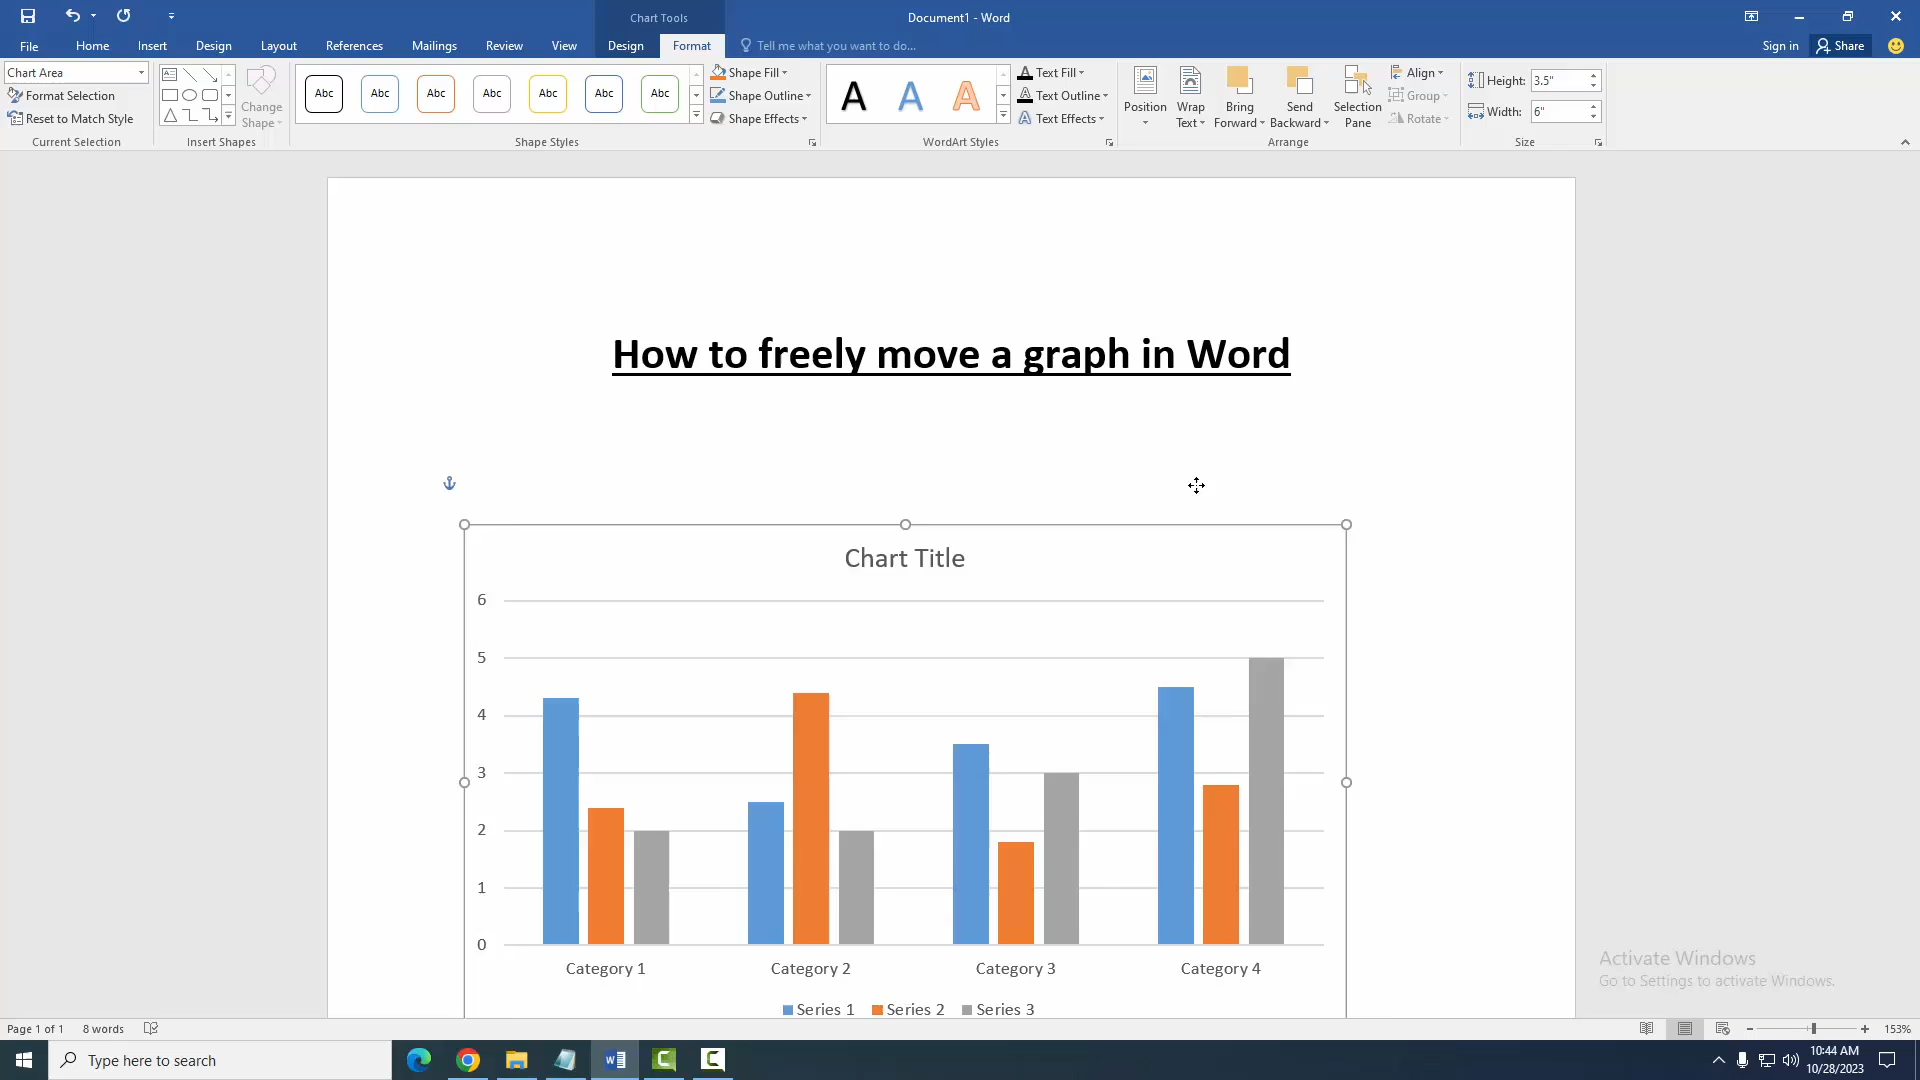 Chart Tools
Document1 - Word
File Home Insert Design Layout References Mailings Review View Design Format Tell me what you want to do... Sign in Share
Chart Area
Format Selection
Reset to Match Style
Current Selection
Change Shape
Insert Shapes
Abc Abc Abc Abc Abc Abc Abc
Shape Fill
Shape Outline
Shape Effects
Shape Styles
A A A
Text Fill
Text Outline
Text Effects
WordArt Styles
Position
Wrap Text
Bring Forward
Send Backward
Selection Pane
Align
Group
Rotate
Arrange
Height: 3.5"
Width: 6"
Size
How to freely move a graph in Word
Chart Title
6
5
4
3
2
1
0
Category 1 Category 2 Category 3 Category 4
Series 1 Series 2 Series 3
Activate Windows
Go to Settings to activate Windows.
Page 1 of 1 8 words 153%
Type here to search
10:44 AM
10/28/2023